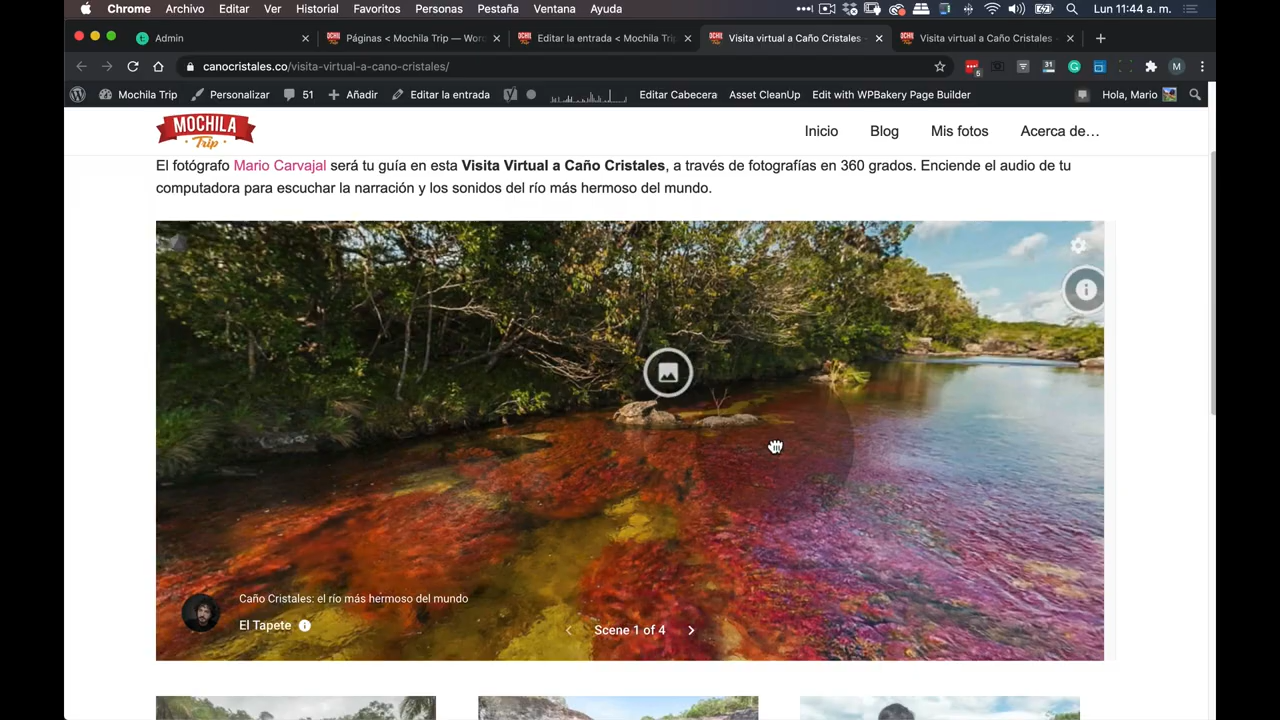 Chrome Archivo Editar Ver Historial Favoritos Personas Pestaña Ventana Ayuda Lun 11:44 a. m.
Admin Páginas < Mochila Trip — Wor Editar la entrada < Mochila Tri Visita virtual a Caño Cristales Visita virtual a Caño Cristales -
canocristales.co/visita-virtual-a-cano-cristales/ 5 31 M
Mochila Trip Personalizar 51 Añadir Editar la entrada Editar Cabecera Asset CleanUp Edit with WPBakery Page Builder Hola, Mario
MOCHILA
Trip
Inicio Blog Mis fotos Acerca de…
El fotógrafo Mario Carvajal será tu guía en esta Visita Virtual a Caño Cristales, a través de fotografías en 360 grados. Enciende el audio de tu
computadora para escuchar la narración y los sonidos del río más hermoso del mundo.
Caño Cristales: el río más hermoso del mundo
El Tapete
Scene 1 of 4